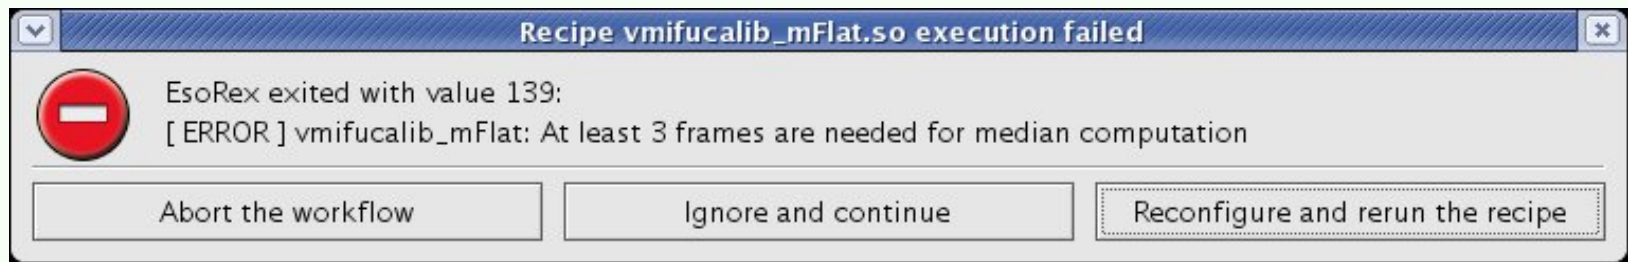 Recipe vmifucalib_mFlat.so execution failed
EsoRex exited with value 139:
[ ERROR ] vmifucalib_mFlat: At least 3 frames are needed for median computation
Abort the workflow
Ignore and continue
Reconfigure and rerun the recipe